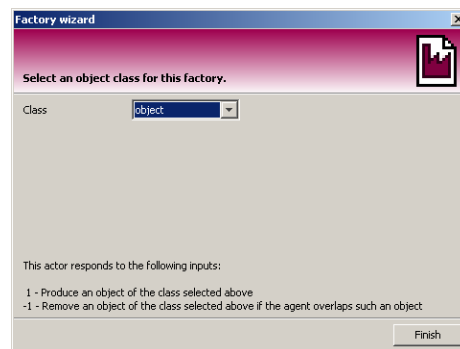 Factory wizard
Select an object class for this factory.
Class object
This actor responds to the following inputs:
1 - Produce an object of the class selected above
-1 - Remove an object of the class selected above if the agent overlaps such an object
Finish